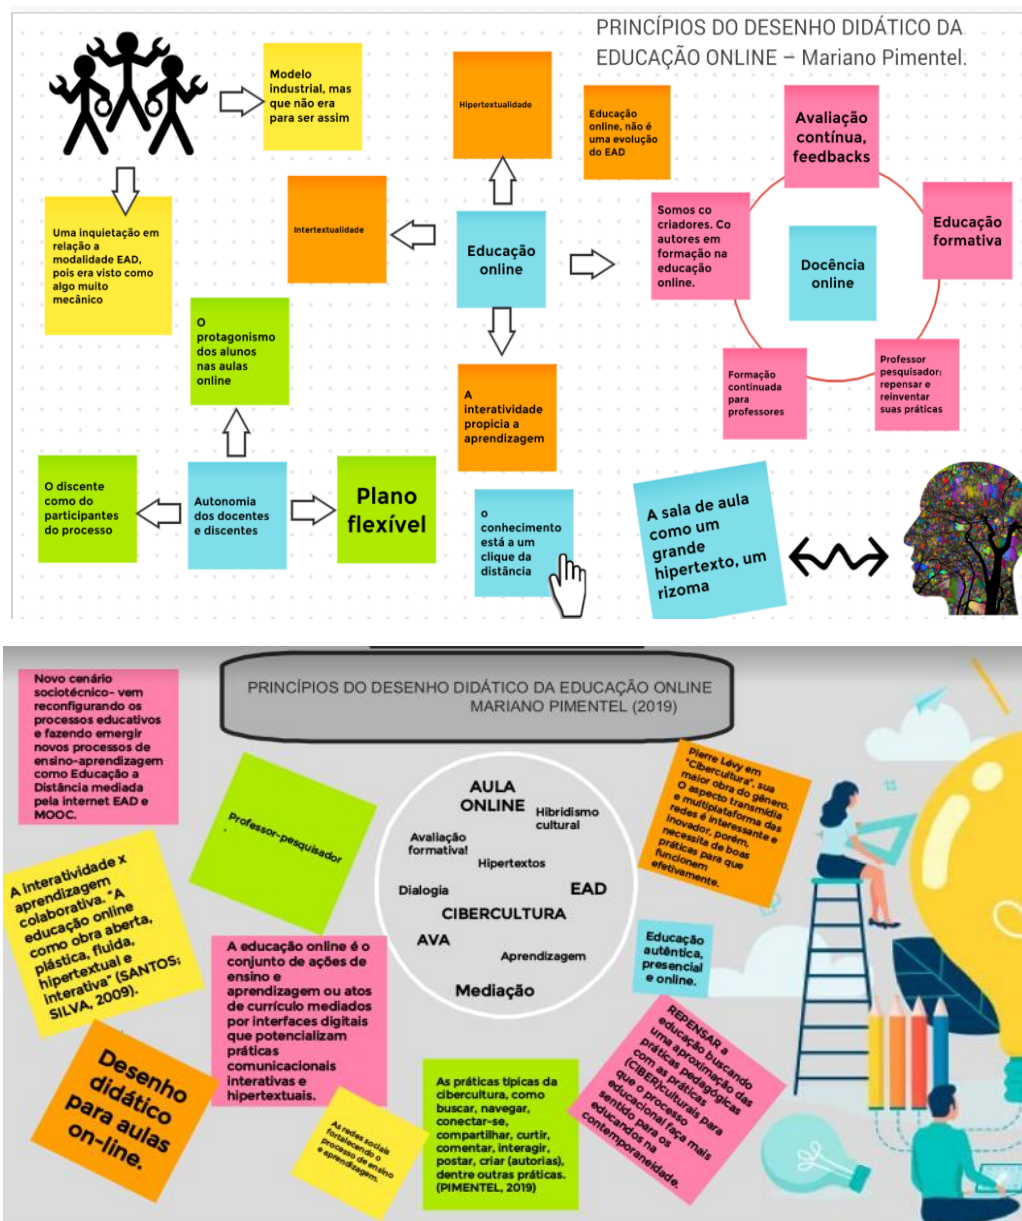 PRINCÍPIOS DO DESENHO DIDÁTICO DA
EDUCAÇÃO ONLINE – Mariano Pimentel.
Modelo
industrial, mas
que não era
para ser assim
Uma inquietação em
relação a
modalidade EAD,
pois era visto como
algo muito
mecânico
Hipertextualidade
Educação
online, não é
uma evolução
do EAD
Intertextualidade
Educação
online
A
interatividade
propicia a
aprendizagem
Avaliação
contínua,
feedbacks
Somos co
criadores. Co
autores em
formação na
educação
online.
Educação
formativa
Docência
online
Formação
continuada
para
professores
Professor
pesquisador:
repensar e
reinventar
suas práticas
O
protagonismo
dos alunos
nas aulas
online
O discente
como do
participantes
do processo
Autonomia
dos docentes
e discentes
Plano
flexível
o
conhecimento
está a um
clique da
distância
A sala de aula
como um
grande
hipertexto, um
rizoma
PRINCÍPIOS DO DESENHO DIDÁTICO DA EDUCAÇÃO ONLINE
MARIANO PIMENTEL (2019)
Novo cenário
sociotécnico- vem
reconfigurando os
processos educativos
e fazendo emergir
novos processos de
ensino-aprendizagem
como Educação a
Distância mediada
pela internet EAD e
MOOC.
Professor-pesquisador
.
A interatividade x
aprendizagem
colaborativa. "A
educação online
como obra aberta,
plástica, fluida,
hipertextual e
interativa" (SANTOS;
SILVA, 2009).
A educação online é o
conjunto de ações de
ensino e
aprendizagem ou atos
de currículo mediados
por interfaces digitais
que potencializam
práticas
comunicacionais
interativas e
hipertextuais.
Desenho
didático
para aulas
on-line.
As redes sociais
fortalecendo o
processo de ensino
e aprendizagem.
AULA
ONLINE
Hibridismo
cultural
Avaliação
formativa!
Hipertextos
Dialogia
EAD
CIBERCULTURA
AVA
Aprendizagem
Mediação
As práticas típicas da
cibercultura, como
buscar, navegar,
conectar-se,
compartilhar, curtir,
comentar, interagir,
postar, criar (autorias),
dentre outras práticas.
(PIMENTEL, 2019)
Pierre Lévy em
"Cibercultura", sua
maior obra do gênero.
O aspecto transmídia
e multiplataforma das
redes é interessante e
inovador, porém,
necessita de boas
práticas para que
funcionem
efetivamente.
Educação
autêntica,
presencial
e online.
REPENSAR a
educação buscando
uma aproximação das
práticas pedagógicas
com as práticas
(CIBER)culturais para
que o processo
educacional faça mais
sentido para os
educandos na
contemporaneidade.